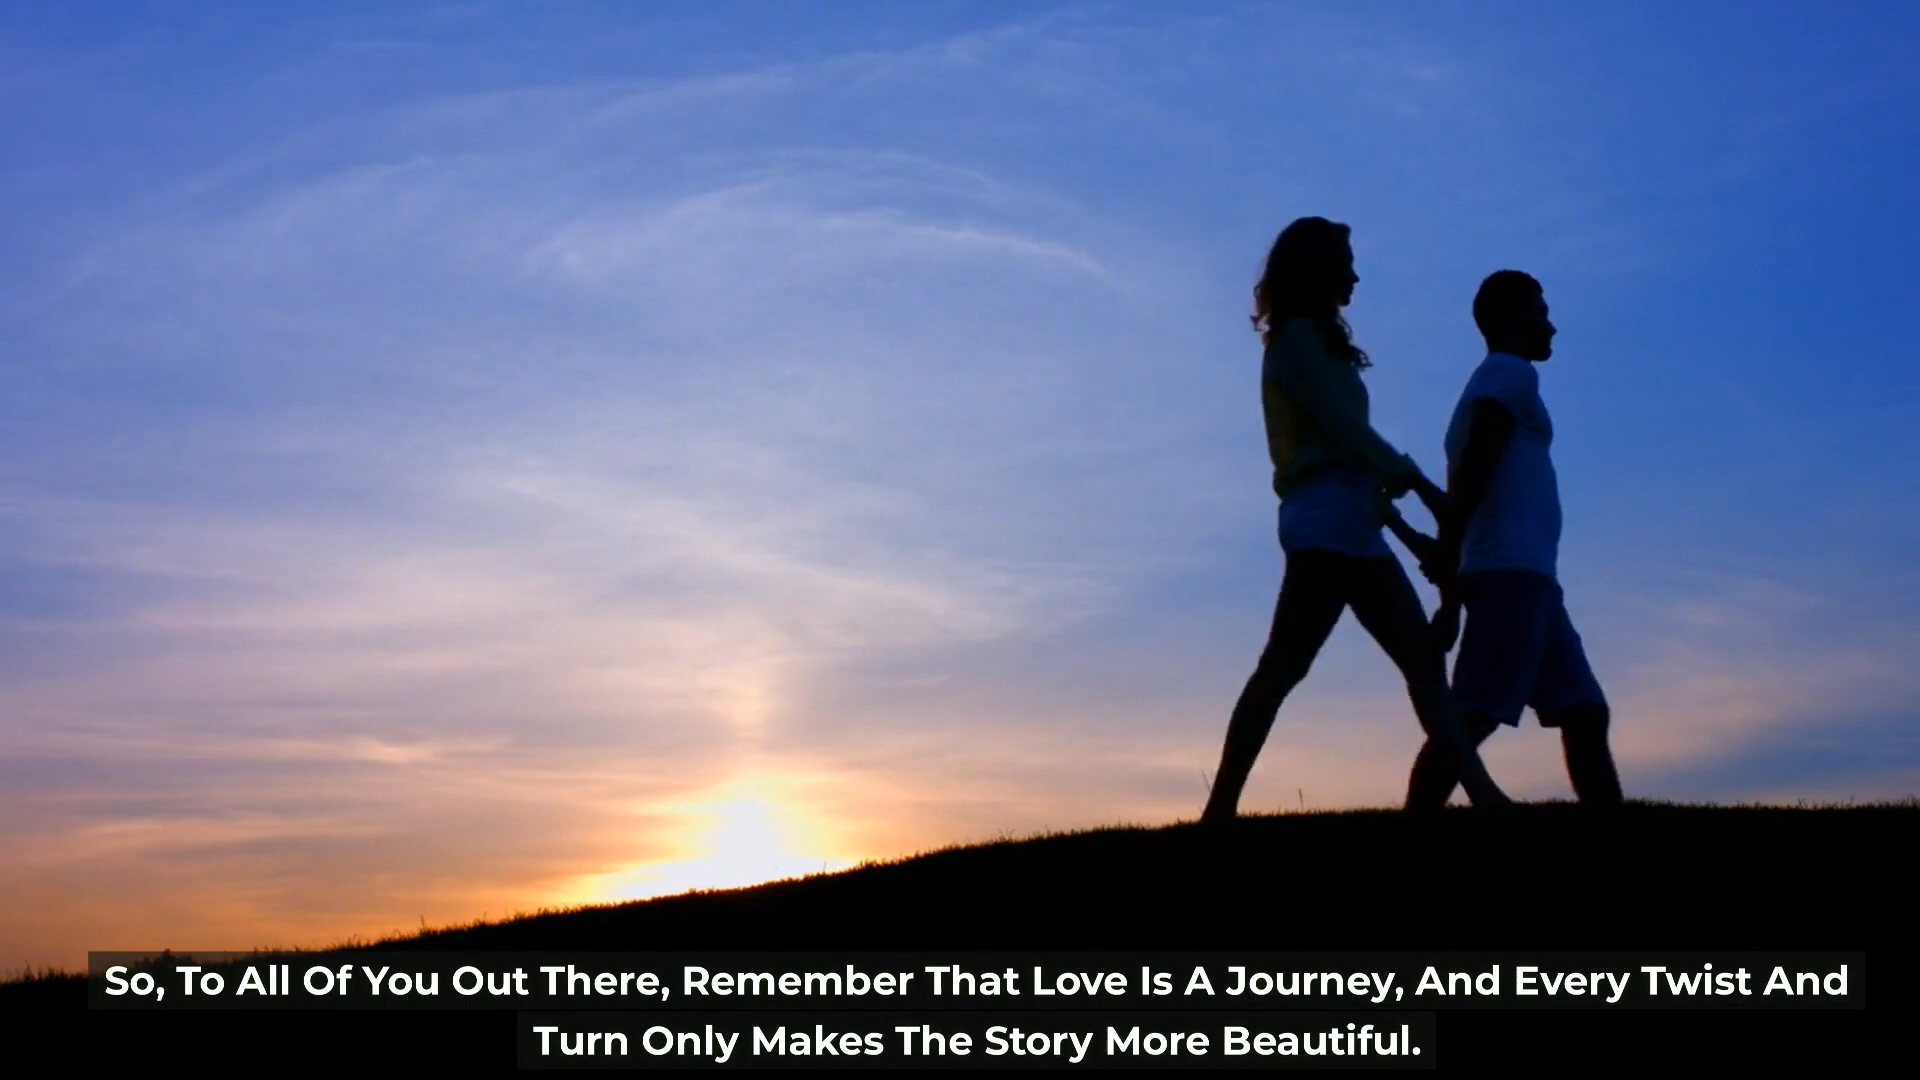 So, To All Of You Out There, Remember That Love Is A Journey, And Every Twist And
Turn Only Makes The Story More Beautiful.